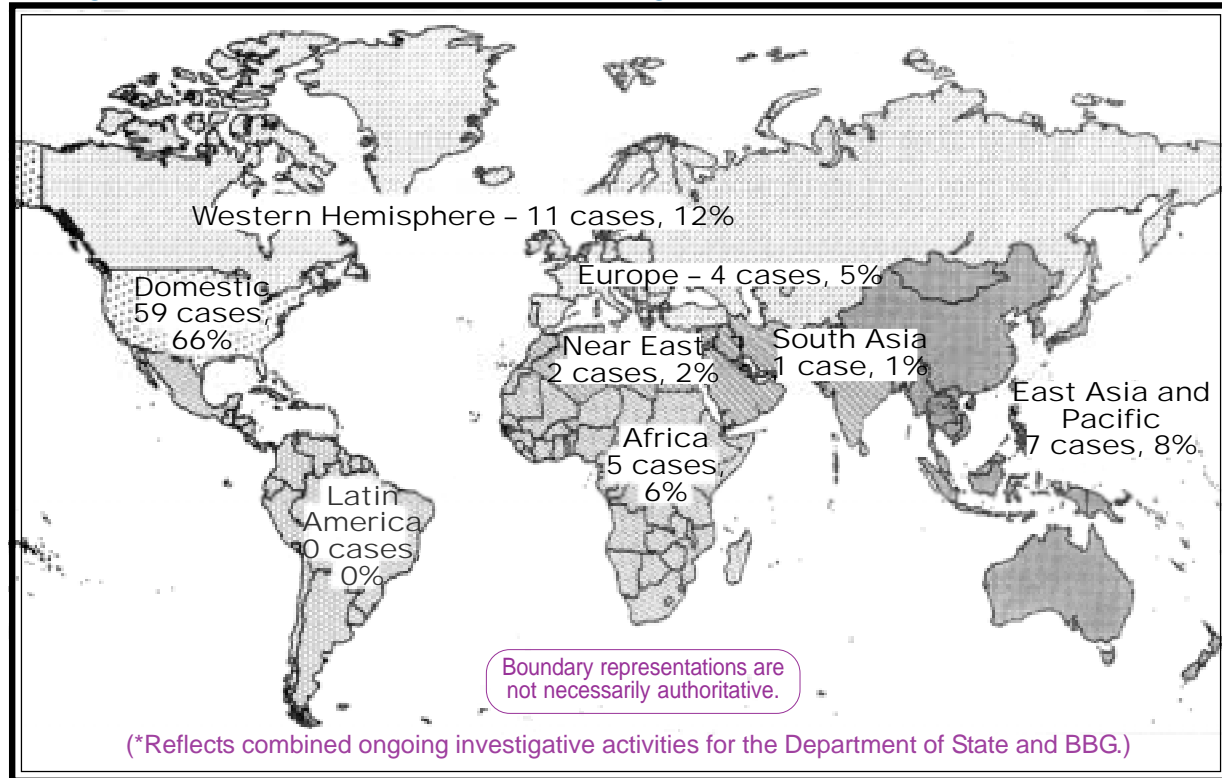 Western Hemisphere – 11 cases, 12%
Domestic
59 cases,
66%
Europe – 4 cases, 5%
Near East
2 cases, 2%
South Asia
1 case, 1%
East Asia and
Pacific
7 cases, 8%
Africa
5 cases,
6%
Latin
America
0 cases,
0%
Boundary representations are
not necessarily authoritative.
(*Reflects combined ongoing investigative activities for the Department of State and BBG.)